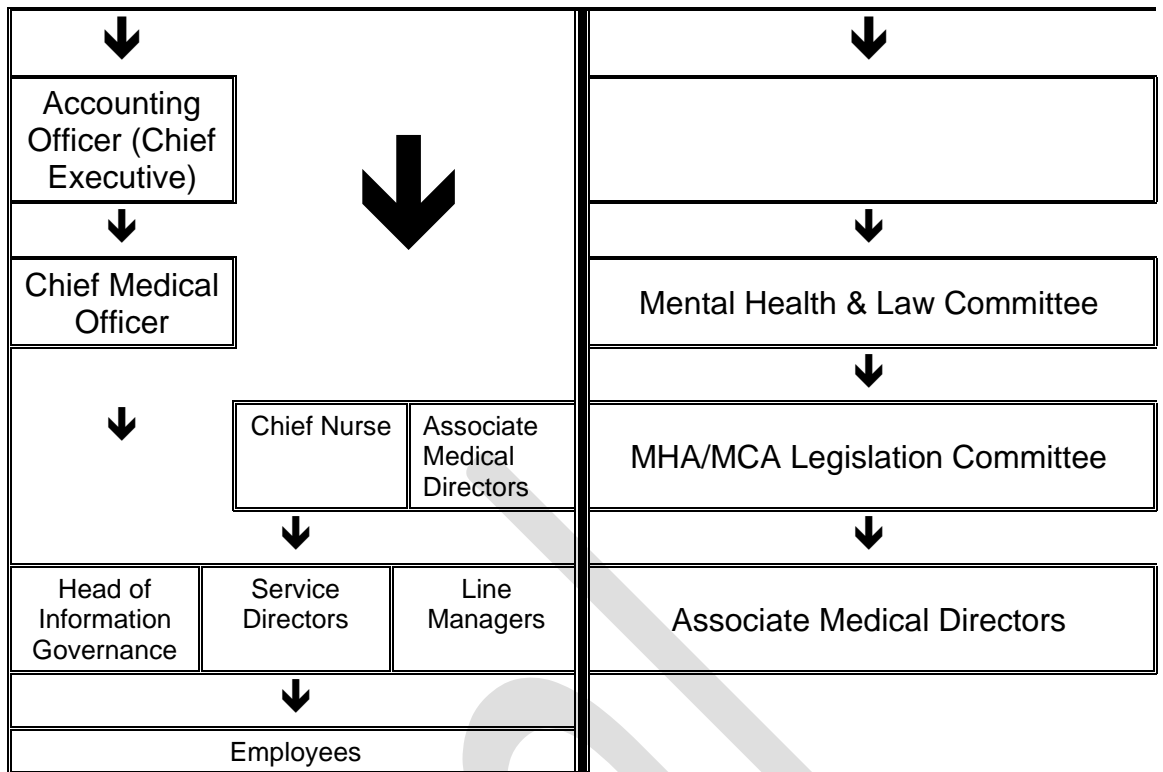 Accounting
Officer (Chief
Executive)
Chief Medical
Officer
Mental Health & Law Committee
Chief Nurse
Associate
Medical
Directors
MHA/MCA Legislation Committee
Head of
Information
Governance
Service
Directors
Line
Managers
Associate Medical Directors
Employees